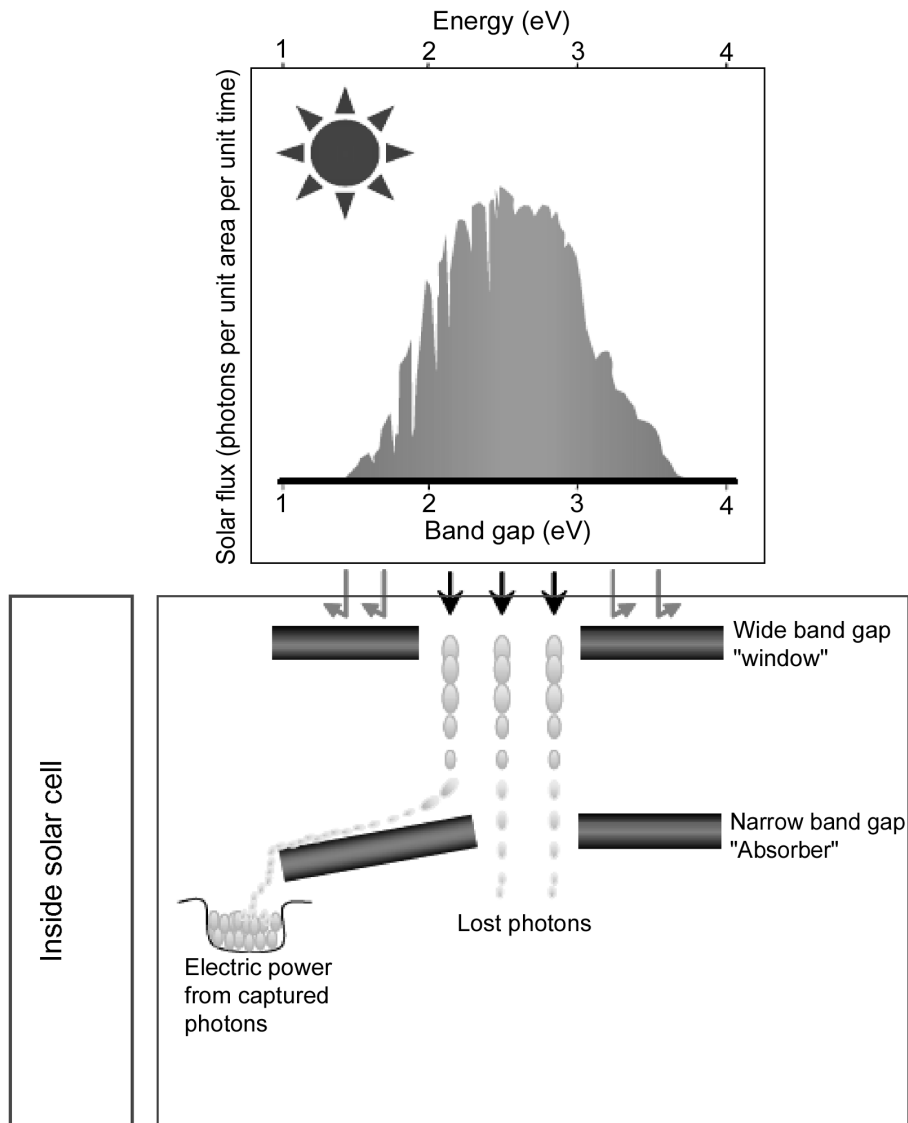 Energy (eV)
1 2 3 4
Solar flux (photons per unit area per unit time)
1 2 3 4
Band gap (eV)
Inside solar cell
Wide band gap
"window"
Narrow band gap
"Absorber"
Lost photons
Electric power
from captured
photons